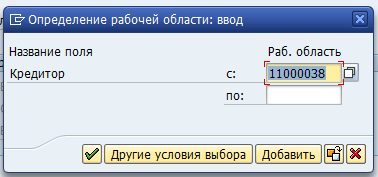 Определение рабочей области: ввод
Название поля Раб. область
Кредитор с: 11000038
по:
Другие условия выбора Добавить